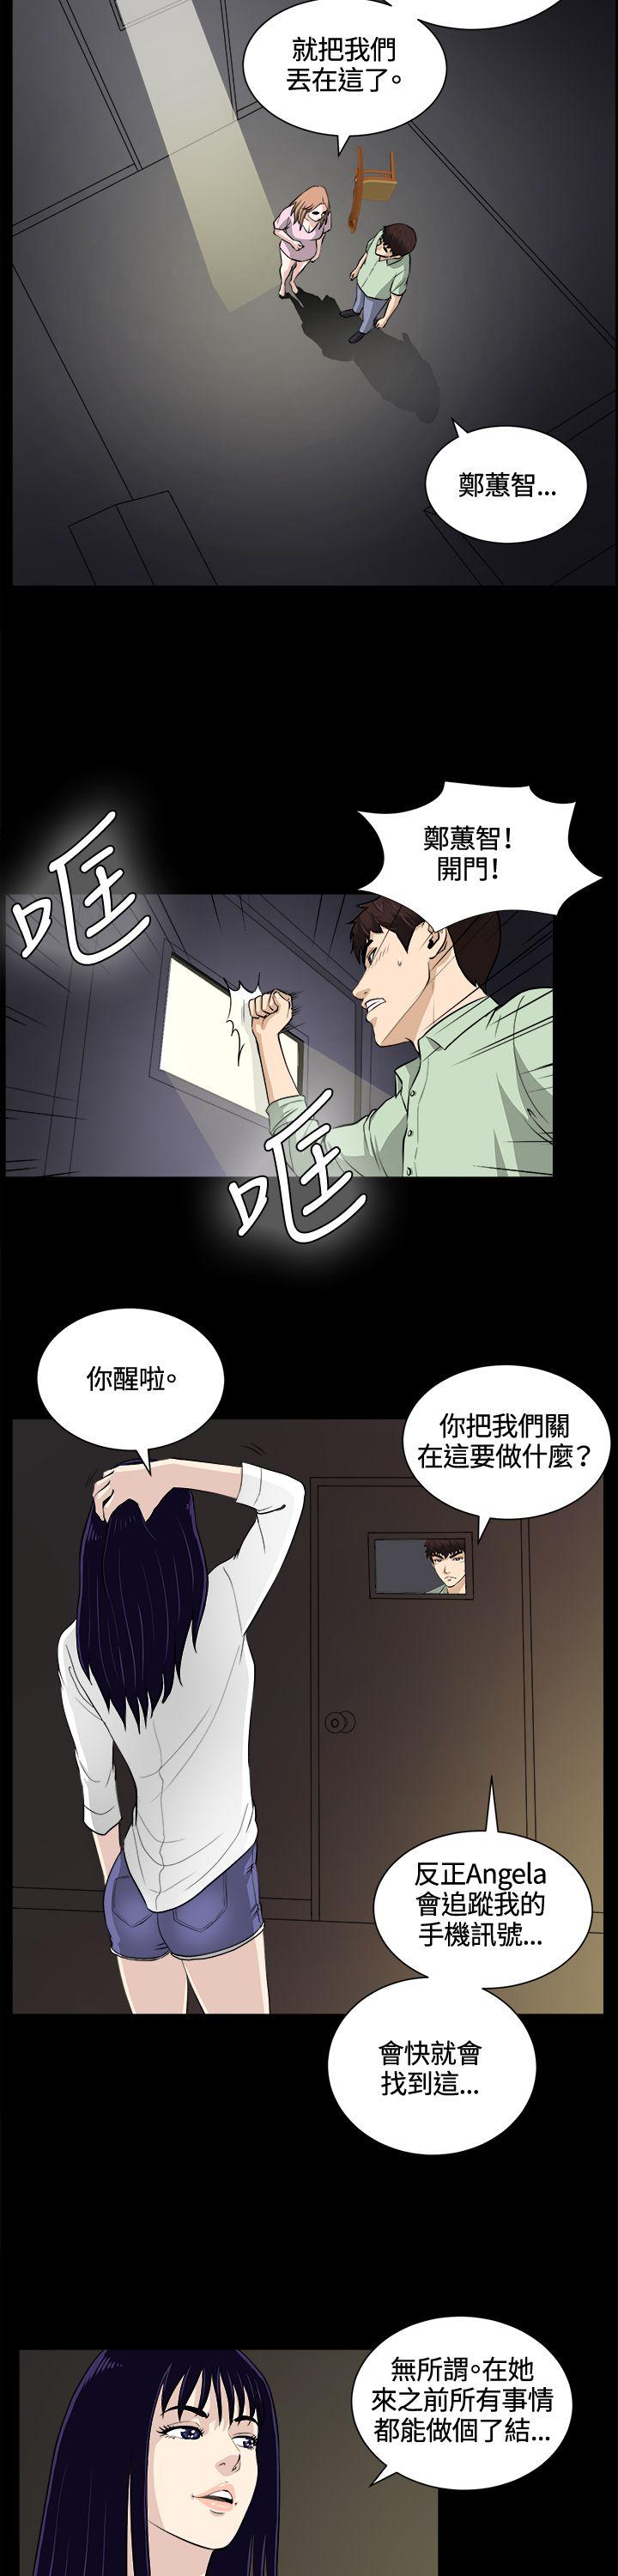 就把我們
丟在這了。
鄭蕙智...
哐
鄭蕙智!
開門!
哐
你醒啦。
你把我們關
在這要做什麼?
反正Angela
會追蹤我的
手機訊號...
會快就會
找到這...
無所謂。在她
來之前所有事情
都能做個了結...